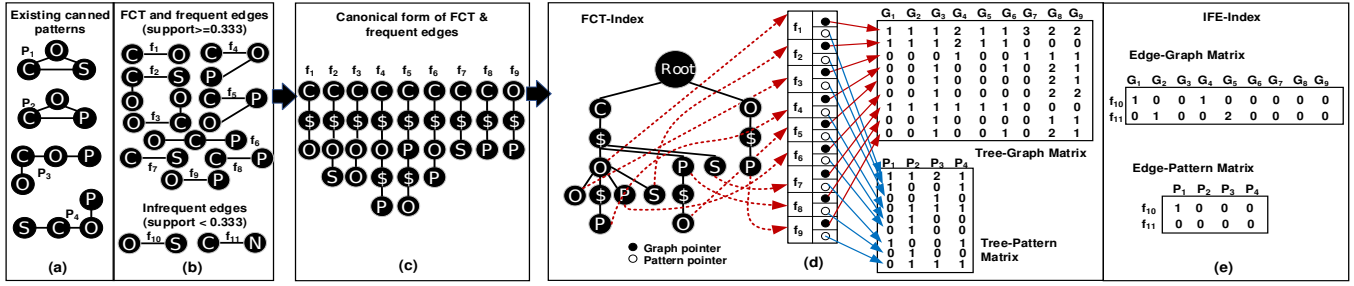 Existing canned
patterns
P1
O
C S
P2
O
C P
C O P
O P3
P
S C O
P4
(a)
FCT and frequent edges
(support>=0.333)
C f1 O
C f4 O
C f2 S
P
O O
C f5 P
O f3 C
O
O C P f6
C f7 S
C f8 P
O f9 P
Infrequent edges
(support < 0.333)
O f10 S
C f11 N
(b)
Canonical form of FCT &
frequent edges
f1 f2 f3 f4 f5 f6 f7 f8 f9
C C C C C C C C O
$ $ $ $ $ $ $ $ $
O O O O P O S P P
S O $ $ P
P O
(c)
FCT-Index
Root
C O
$ $
O P S P
O $ P S $
P O
Graph pointer
Pattern pointer
f1
f2
f3
f4
f5
f6
f7
f8
f9
(d)
G1 G2 G3 G4 G5 G6 G7 G8 G9
1 1 1 2 1 1 3 2 2
1 1 1 2 1 1 0 0 0
0 0 0 1 0 0 1 1 1
0 0 1 0 0 1 0 2 1
0 0 1 0 0 0 0 2 1
0 0 1 0 0 0 0 2 2
1 1 1 1 1 1 0 0 0
0 0 1 0 0 0 0 1 1
0 0 1 0 0 1 0 2 1
Tree-Graph Matrix
P1 P2 P3 P4
1 1 2 1
1 0 0 1
0 0 1 0
0 1 1 1
0 1 0 0
0 1 0 0
1 0 0 1
0 1 0 0
0 1 1 1
Tree-Pattern
Matrix
IFE-Index
Edge-Graph Matrix
G1 G2 G3 G4 G5 G6 G7 G8 G9
f10 1 0 0 1 0 0 0 0 0
f11 0 1 0 0 2 0 0 0 0
Edge-Pattern Matrix
P1 P2 P3 P4
f10 1 0 0 0
f11 0 0 0 0
(e)